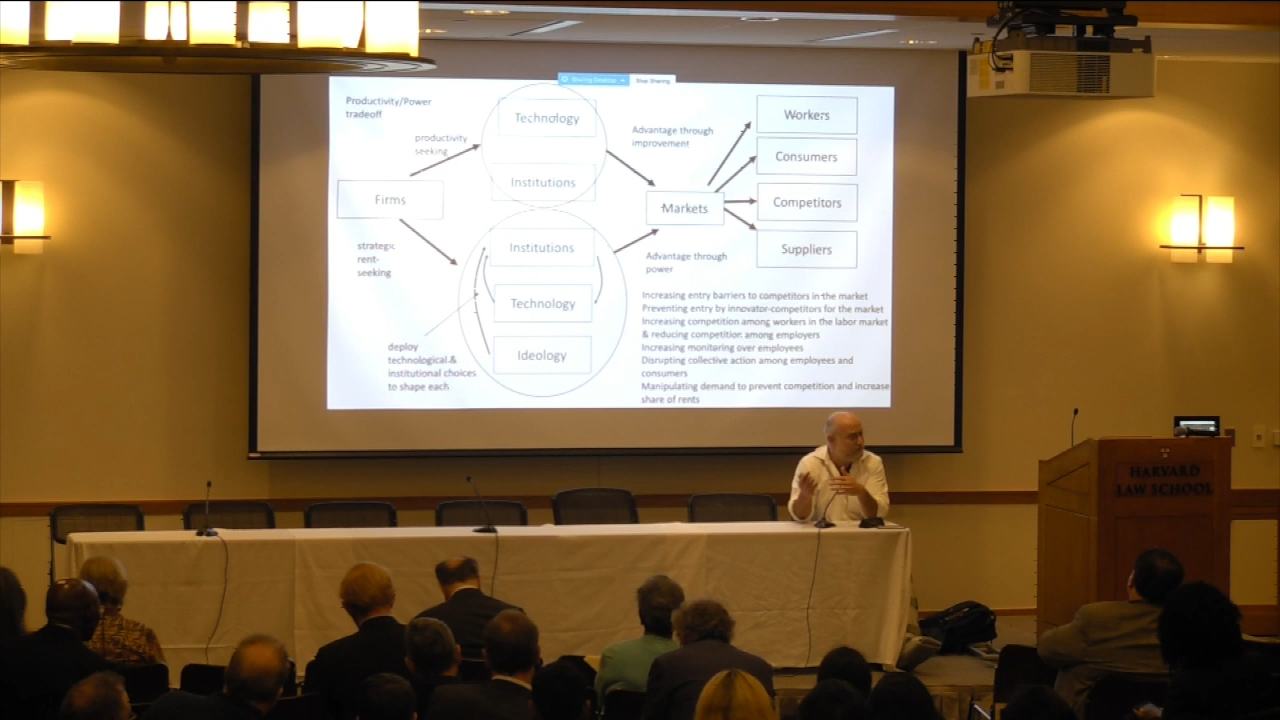 Sharing Desktop
Stop Sharing
Productivity/Power
tradeoff
productivity
seeking
Technology
Institutions
Advantage through
improvement
Workers
Consumers
Competitors
Suppliers
Firms
Markets
strategic
rent-
seeking
Institutions
Technology
Ideology
Advantage through
power
deploy
technological &
institutional choices
to shape each
Increasing entry barriers to competitors in the market
Preventing entry by innovator-competitors for the market
Increasing competition among workers in the labor market
& reducing competition among employers
Increasing monitoring over employees
Disrupting collective action among employees and
consumers
Manipulating demand to prevent competition and increase
share of rents
HARVARD
LAW SCHOOL